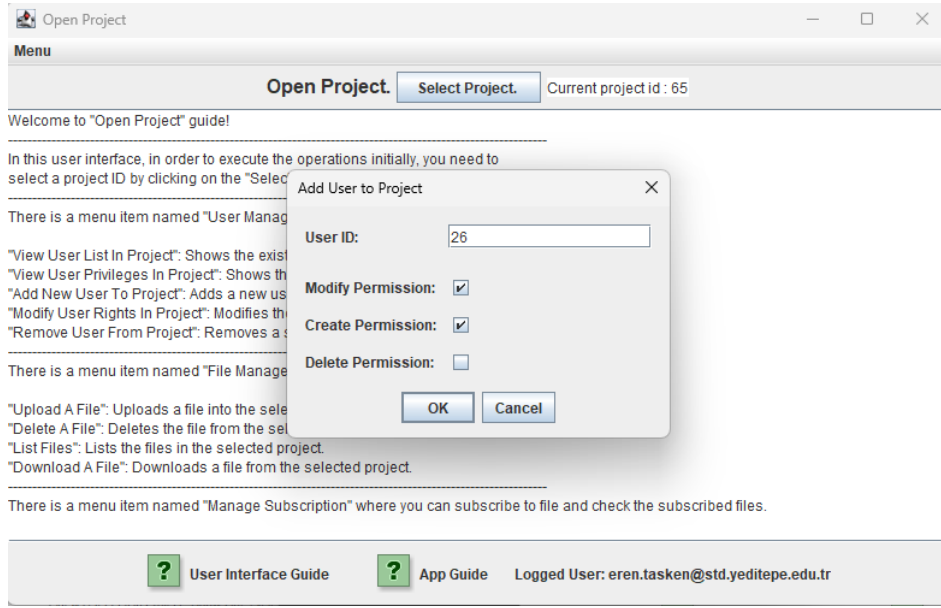 Open Project
Menu
Open Project. Select Project. Current project id : 65
Welcome to "Open Project" guide!
In this user interface, in order to execute the operations initially, you need to
select a project ID by clicking on the "Selec
There is a menu item named "User Manag
"View User List In Project": Shows the exist
"View User Privileges In Project": Shows th
"Add New User To Project": Adds a new us
"Modify User Rights In Project": Modifies the
"Remove User From Project": Removes a s
There is a menu item named "File Manage
"Upload A File": Uploads a file into the sele
"Delete A File": Deletes the file from the sel
"List Files": Lists the files in the selected project.
"Download A File": Downloads a file from the selected project.
There is a menu item named "Manage Subscription" where you can subscribe to file and check the subscribed files.
Add User to Project
User ID: 26
Modify Permission:
Create Permission:
Delete Permission:
OK Cancel
? User Interface Guide ? App Guide Logged User: eren.tasken@std.yeditepe.edu.tr